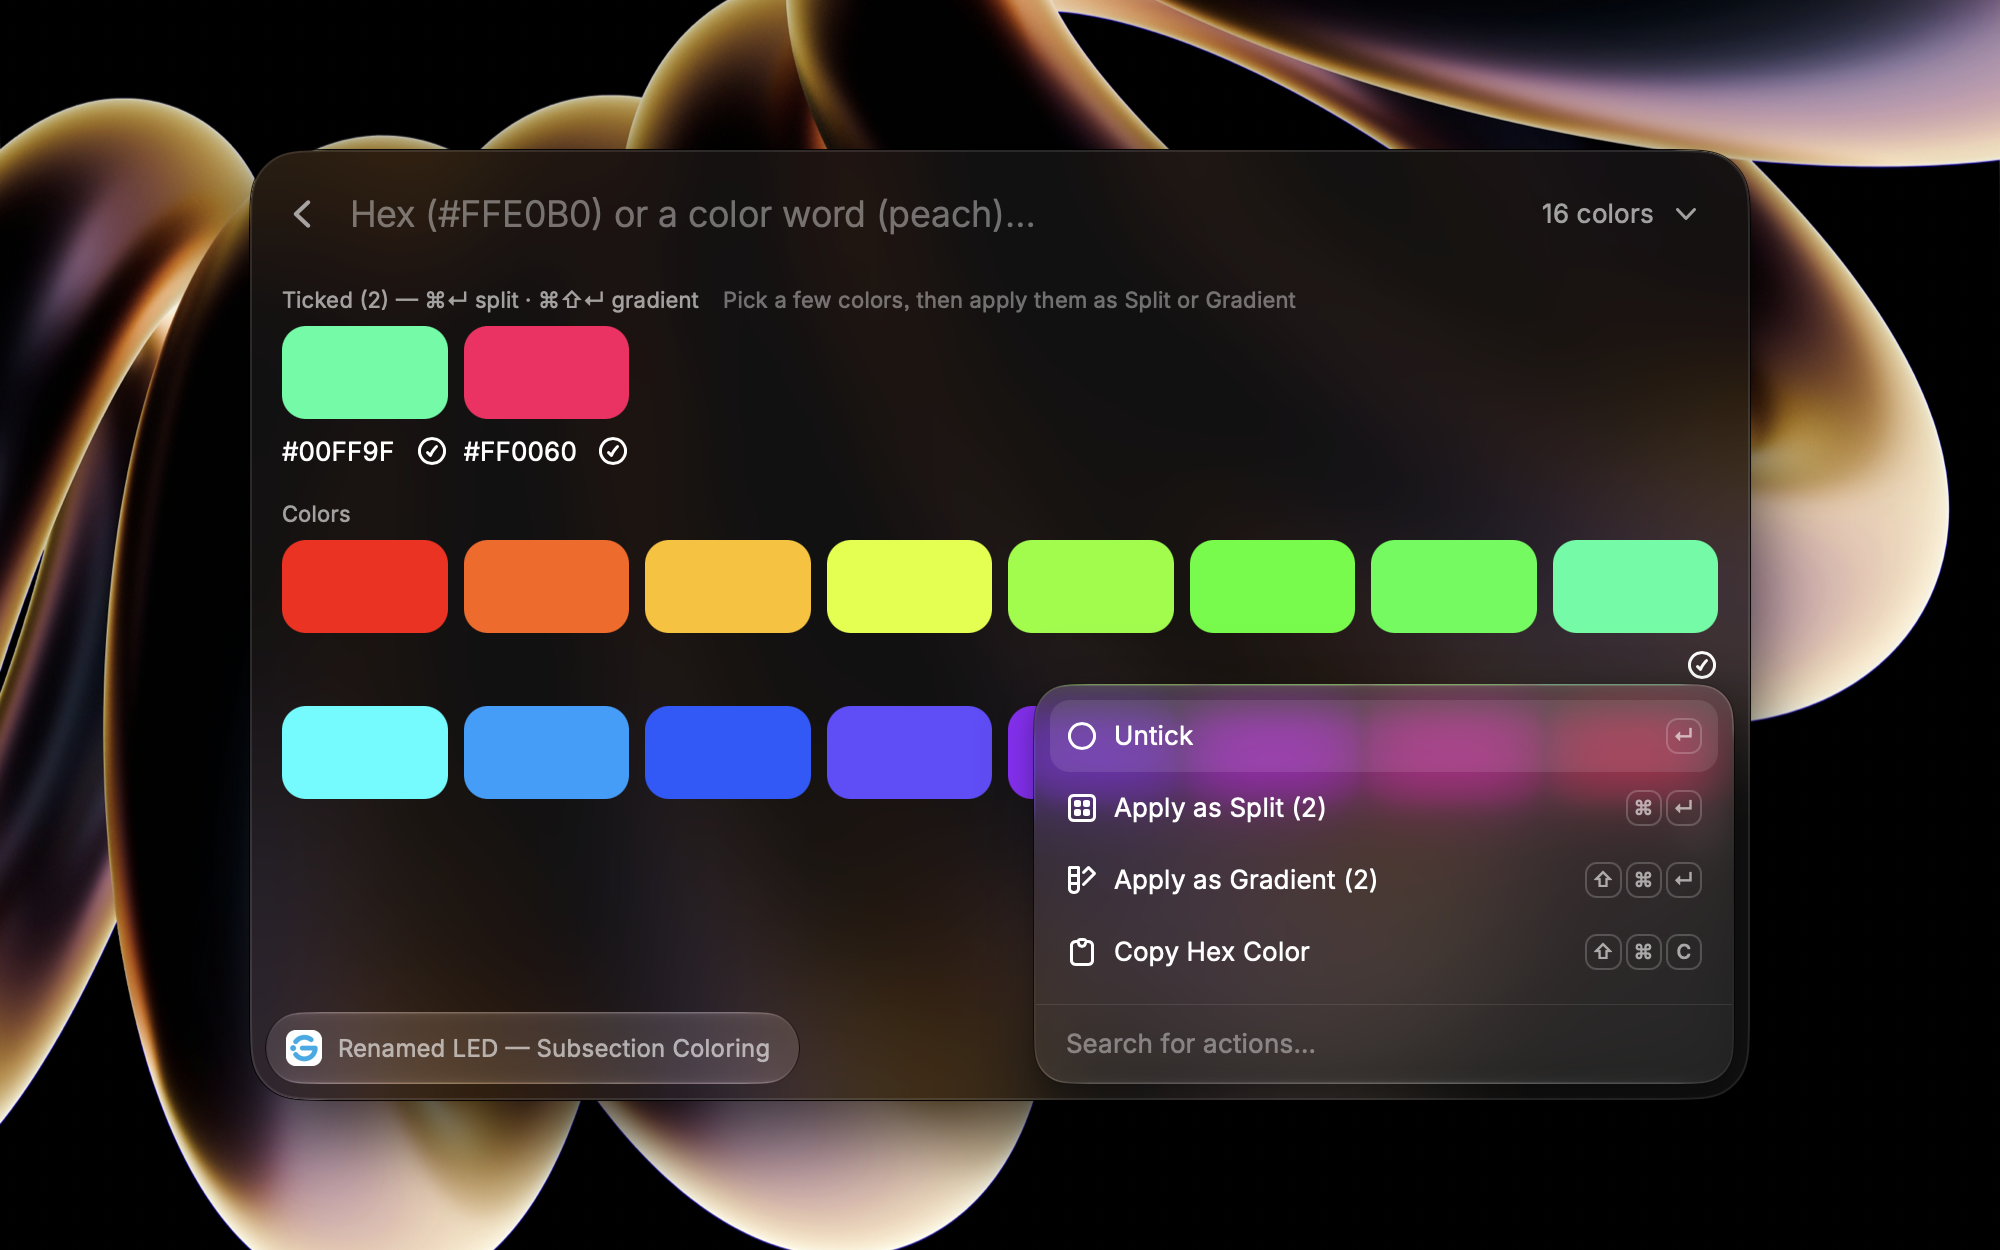 Hex (#FFE0B0) or a color word (peach)...
16 colors
Ticked (2) — ⌘↵ split · ⌘⇧↵ gradient Pick a few colors, then apply them as Split or Gradient
#00FF9F
#FF0060
Colors
Untick ↵
Apply as Split (2) ⌘ ↵
Apply as Gradient (2) ⇧ ⌘ ↵
Copy Hex Color ⇧ ⌘ C
Search for actions...
Renamed LED — Subsection Coloring